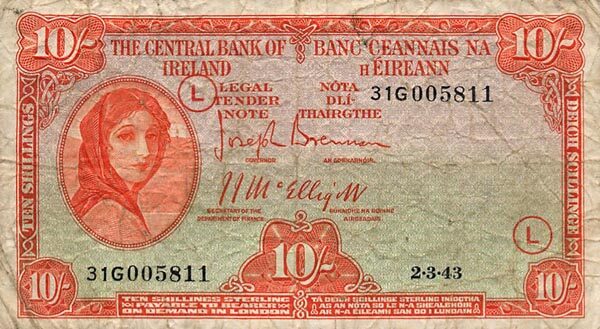 10/-
10/-
THE CENTRAL BANK OF
IRELAND
BANC CEANNAIS NA
hÉIREANN
L
LEGAL
TENDER
NOTE
NÓTA
DLÍ-
THAIRGTHE
31G005811
Joseph Brennan
GOVERNOR
AN GOBHARNÓIR
TEN SHILLINGS
DEICH SCILLINGE
SECRETARY OF THE
DEPARTMENT OF FINANCE
RÚNAIDHE NA ROINNE
AIRGEADAIS
L
31G005811
10/-
2·3·43
10/-
10/-
TEN SHILLINGS STERLING
PAYABLE TO BEARER
ON DEMAND IN LONDON